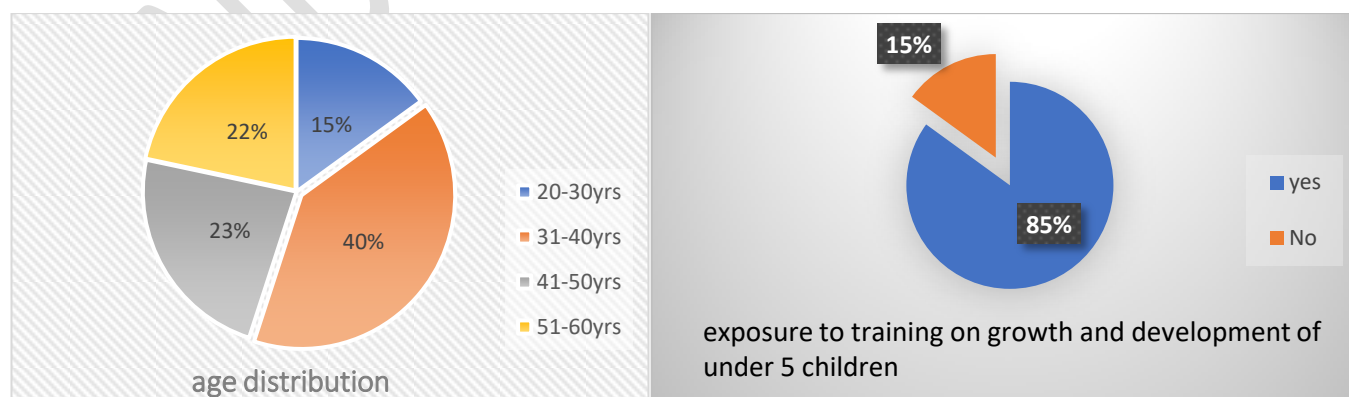 15%
40%
23%
22%
20-30yrs
31-40yrs
41-50yrs
51-60yrs
age distribution
15%
85%
yes
No
exposure to training on growth and development of
under 5 children